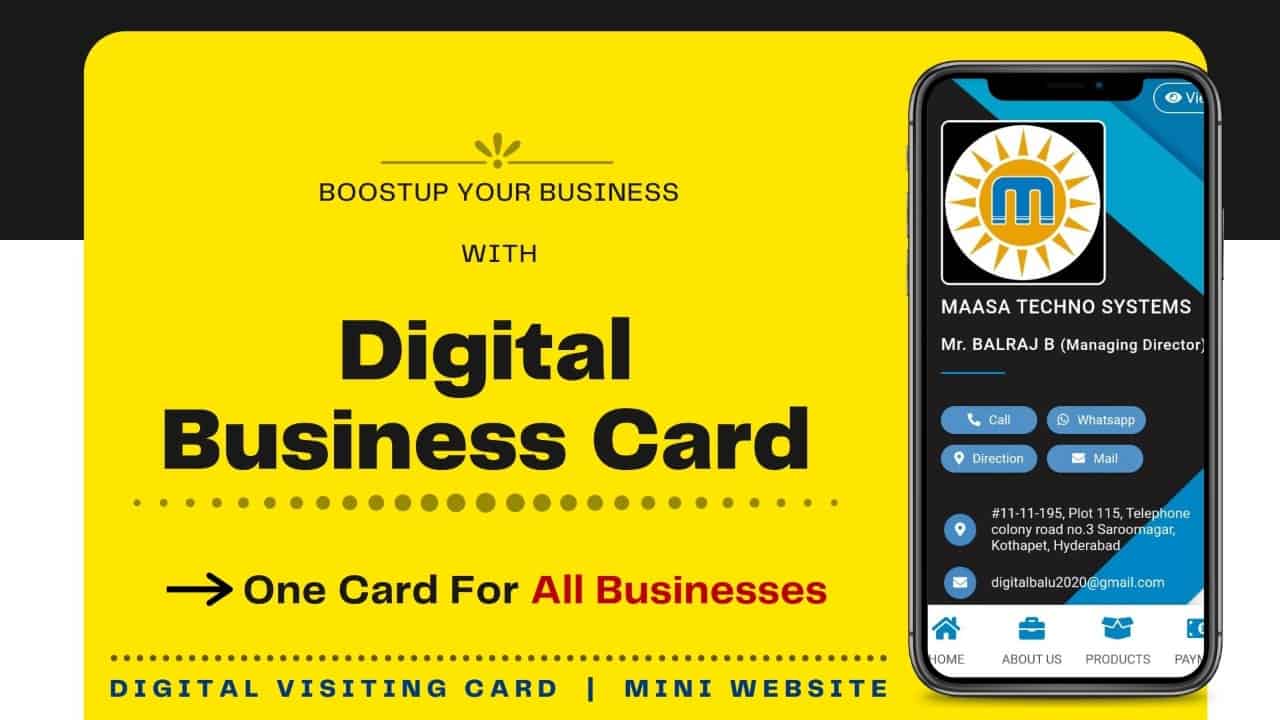 BOOSTUP YOUR BUSINESS
WITH
Digital
Business Card
One Card For All Businesses
DIGITAL VISITING CARD | MINI WEBSITE
m
MAASA TECHNO SYSTEMS
Mr. BALRAJ B (Managing Director)
Call Whatsapp
Direction Mail
#11-11-195, Plot 115, Telephone
colony road no.3 Saroornagar,
Kothapet, Hyderabad
digitalbalu2020@gmail.com
HOME ABOUT US PRODUCTS